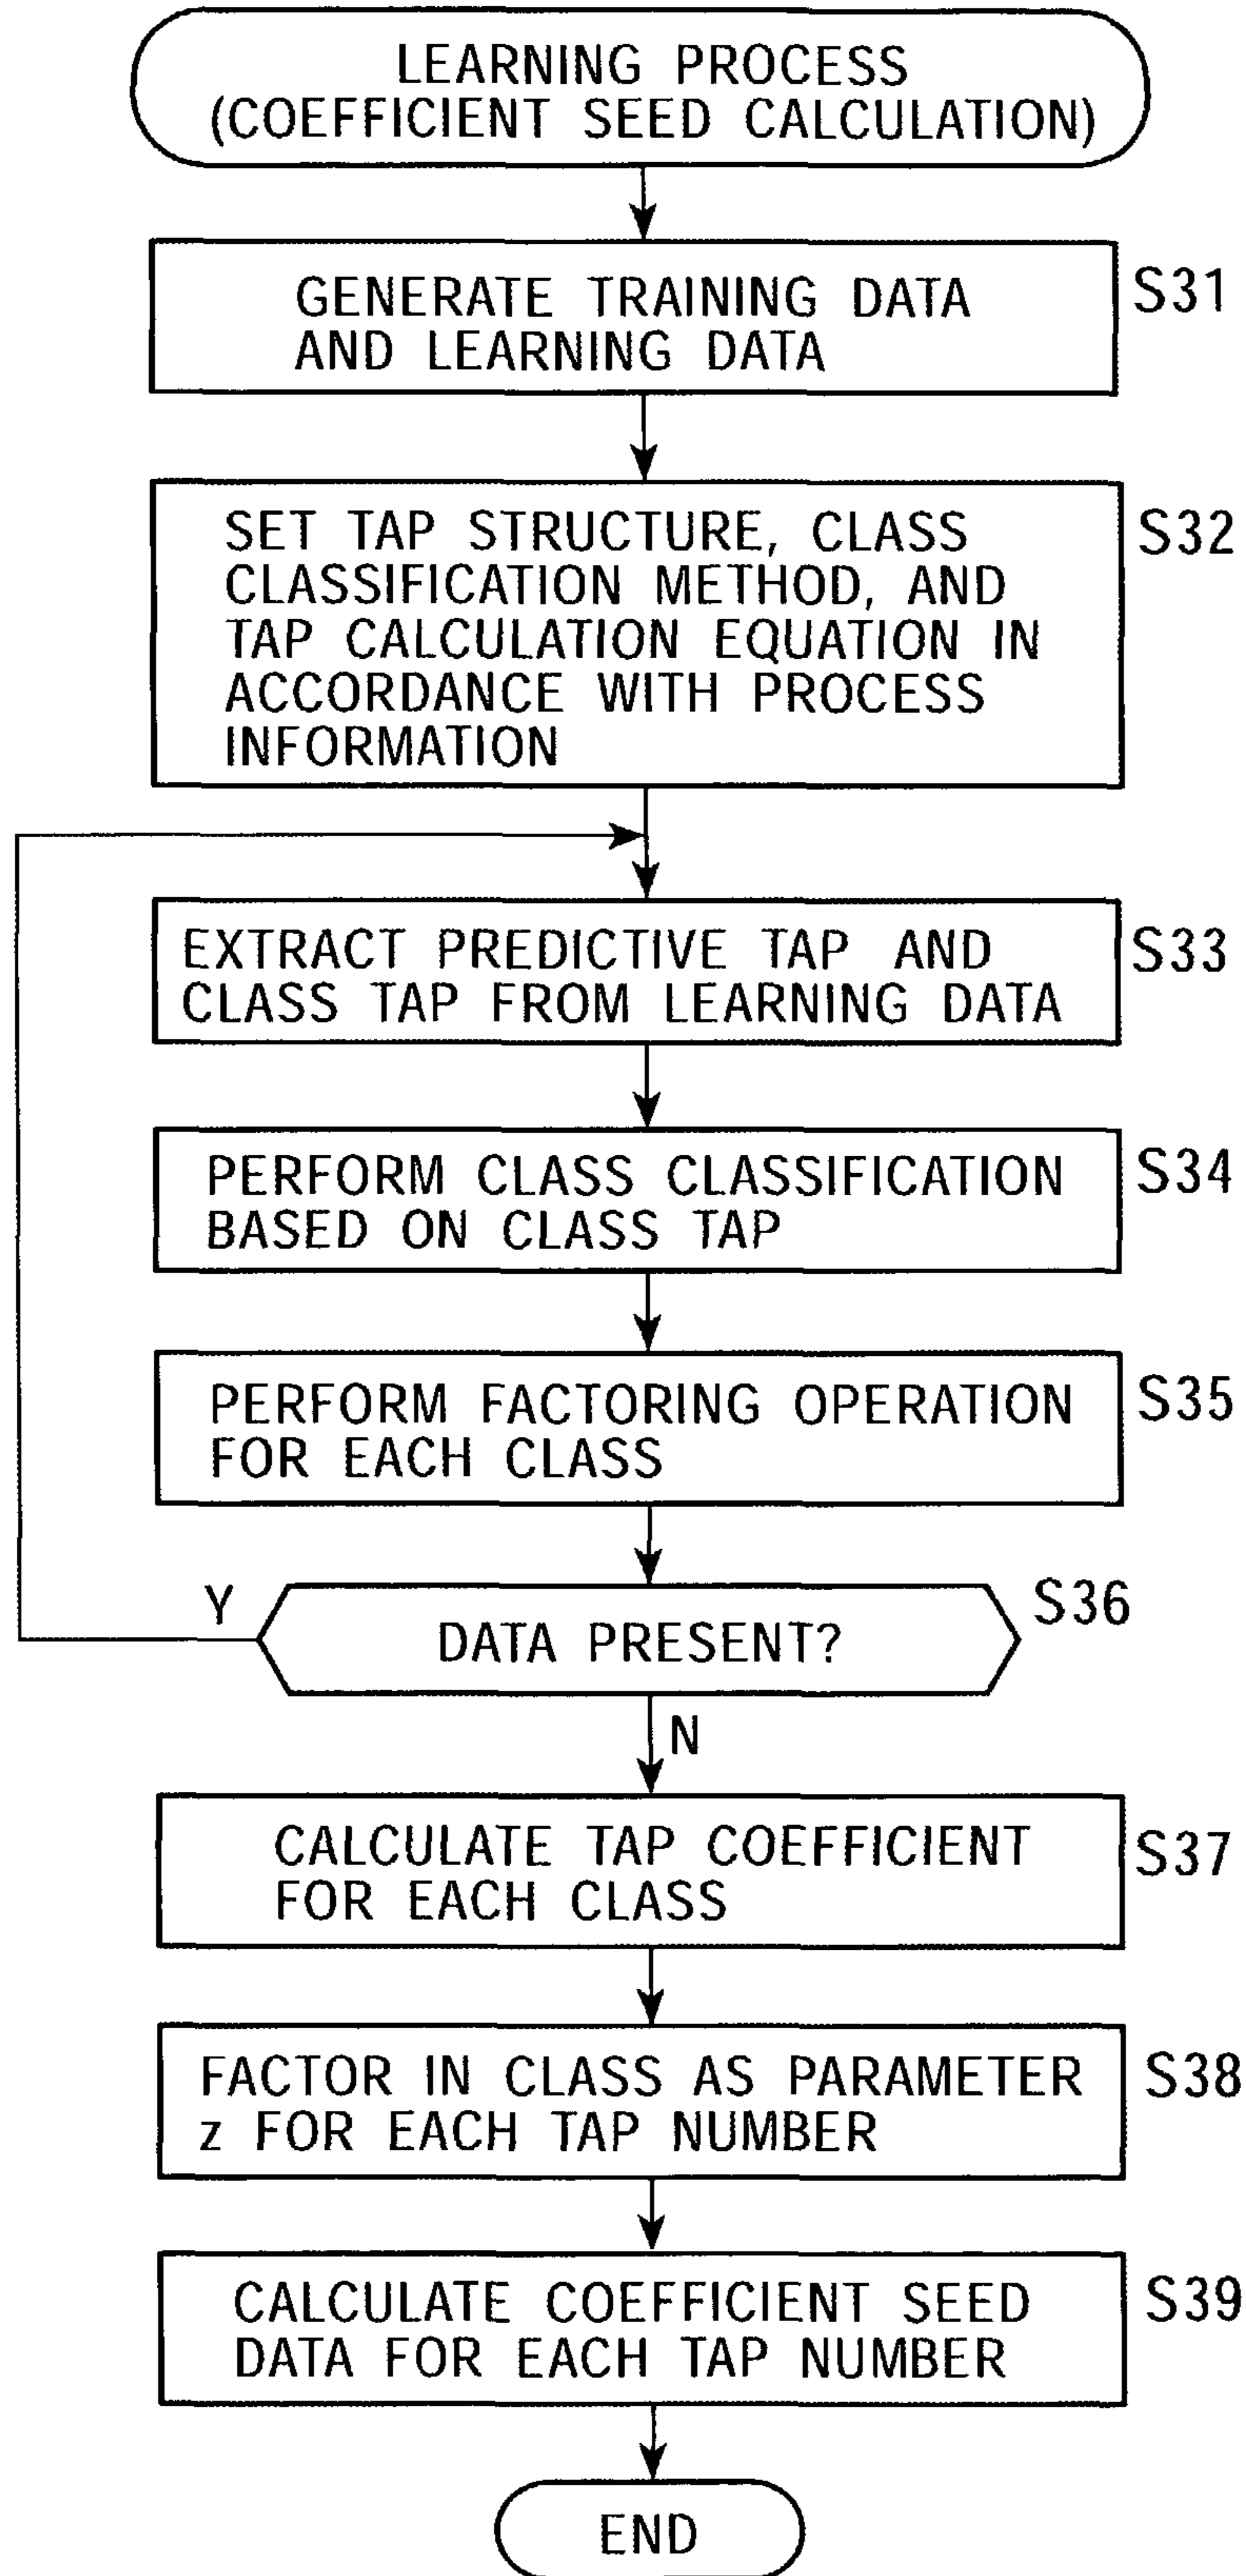 LEARNING PROCESS
(COEFFICIENT SEED CALCULATION)
GENERATE TRAINING DATA
AND LEARNING DATA
S31
SET TAP STRUCTURE, CLASS
CLASSIFICATION METHOD, AND
TAP CALCULATION EQUATION IN
ACCORDANCE WITH PROCESS
INFORMATION
S32
EXTRACT PREDICTIVE TAP AND
CLASS TAP FROM LEARNING DATA
S33
PERFORM CLASS CLASSIFICATION
BASED ON CLASS TAP
S34
PERFORM FACTORING OPERATION
FOR EACH CLASS
S35
Y
DATA PRESENT?
S36
N
CALCULATE TAP COEFFICIENT
FOR EACH CLASS
S37
FACTOR IN CLASS AS PARAMETER
z FOR EACH TAP NUMBER
S38
CALCULATE COEFFICIENT SEED
DATA FOR EACH TAP NUMBER
S39
END